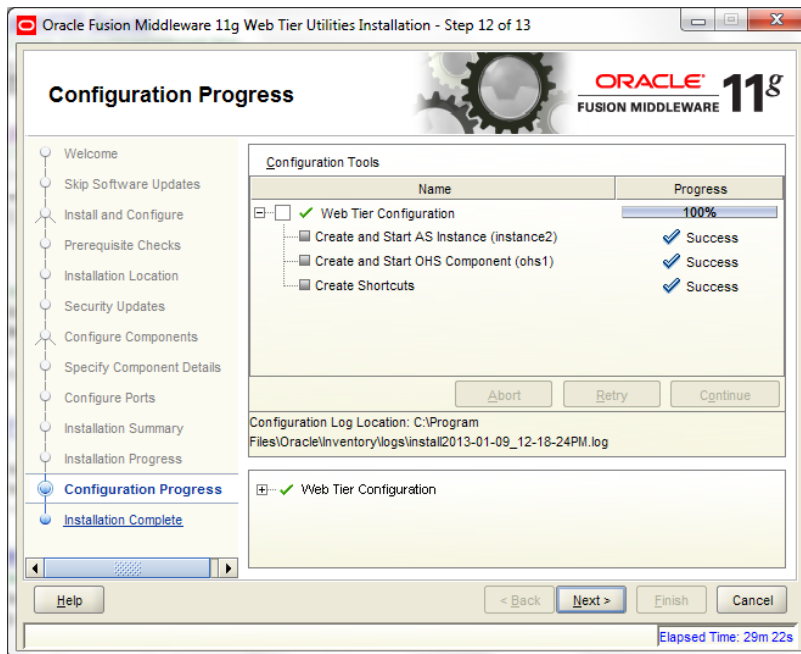 Oracle Fusion Middleware 11g Web Tier Utilities Installation - Step 12 of 13
Configuration Progress
ORACLE
FUSION MIDDLEWARE 11g
Welcome
Skip Software Updates
Install and Configure
Prerequisite Checks
Installation Location
Security Updates
Configure Components
Specify Component Details
Configure Ports
Installation Summary
Installation Progress
Configuration Progress
Installation Complete
Configuration Tools
Name Progress
Web Tier Configuration 100%
Create and Start AS Instance (instance2) Success
Create and Start OHS Component (ohs1) Success
Create Shortcuts Success
Abort Retry Continue
Configuration Log Location: C:\Program
Files\Oracle\Inventory\logs\install2013-01-09_12-18-24PM.log
Web Tier Configuration
Help < Back Next > Finish Cancel
Elapsed Time: 29m 22s